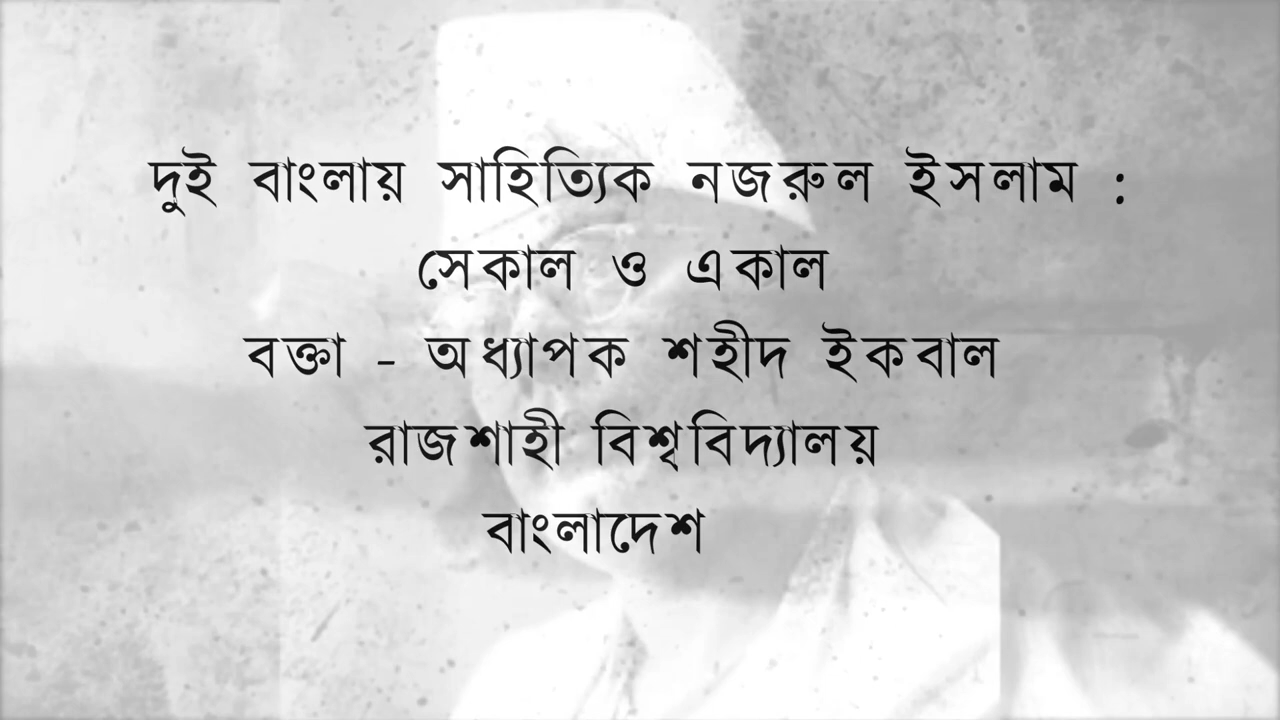 দুই বাংলায় সাহিত্যিক নজরুল ইসলাম :
সেকাল ও একাল
বক্তা - অধ্যাপক শহীদ ইকবাল
রাজশাহী বিশ্ববিদ্যালয়
বাংলাদেশ